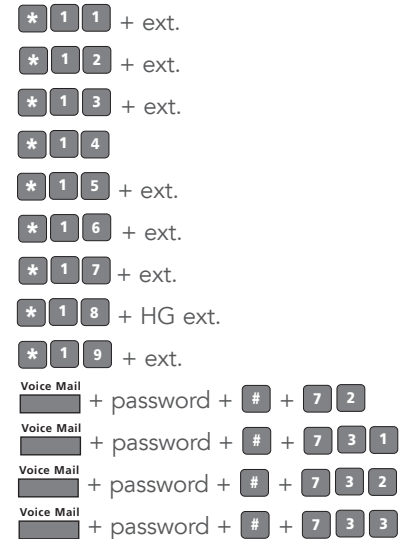 * 1 1 + ext.
* 1 2 + ext.
* 1 3 + ext.
* 1 4
* 1 5 + ext.
* 1 6 + ext.
* 1 7 + ext.
* 1 8 + HG ext.
* 1 9 + ext.
Voice Mail
+ password + # + 7 2
Voice Mail
+ password + # + 7 3 1
Voice Mail
+ password + # + 7 3 2
Voice Mail
+ password + # + 7 3 3